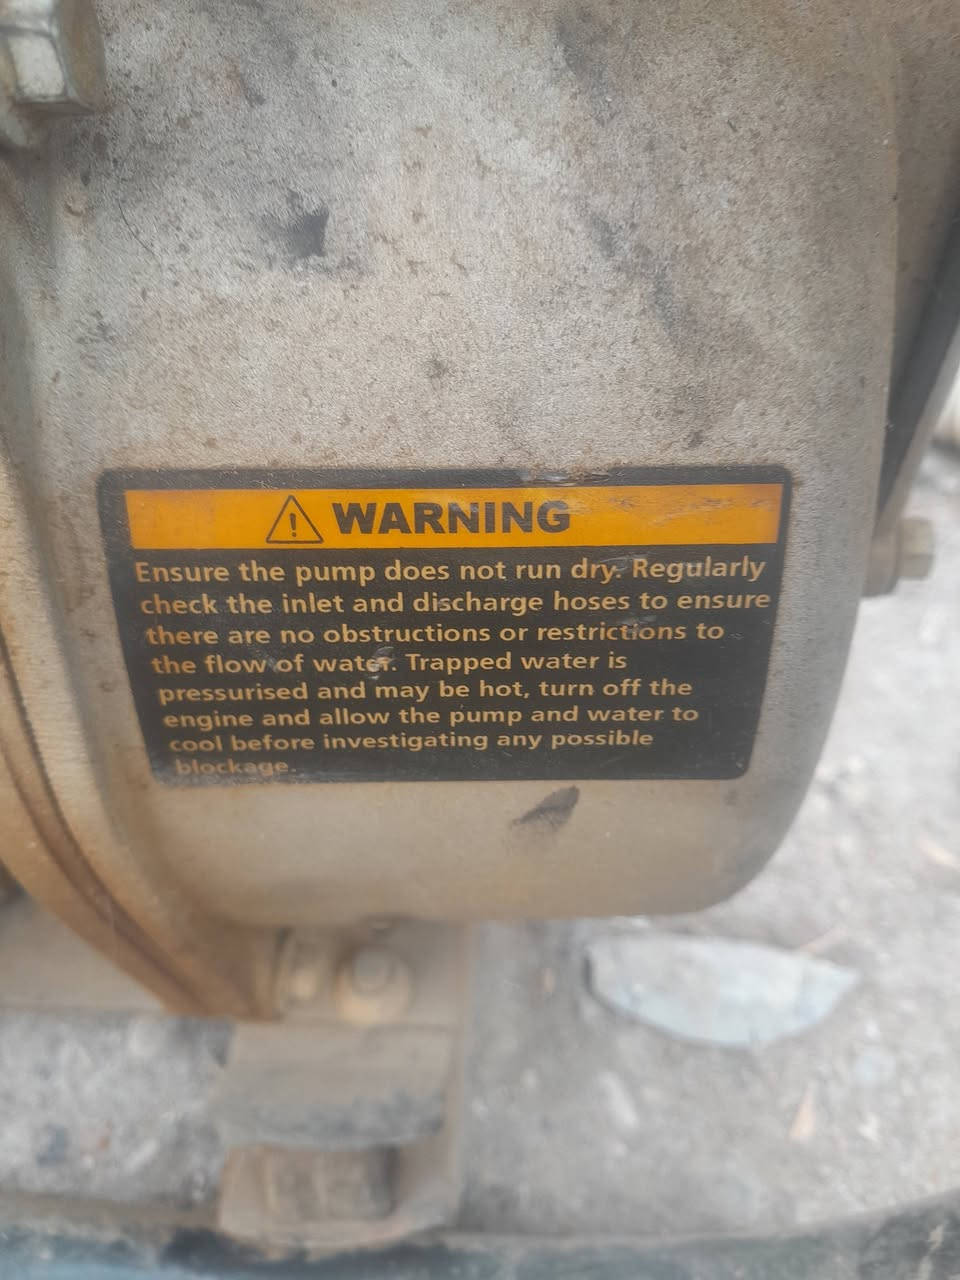 WARNING
Ensure the pump does not run dry. Regularly
check the inlet and discharge hoses to ensure
there are no obstructions or restrictions to
the flow of water. Trapped water is
pressurised and may be hot, turn off the
engine and allow the pump and water to
cool before investigating any possible
blockage.